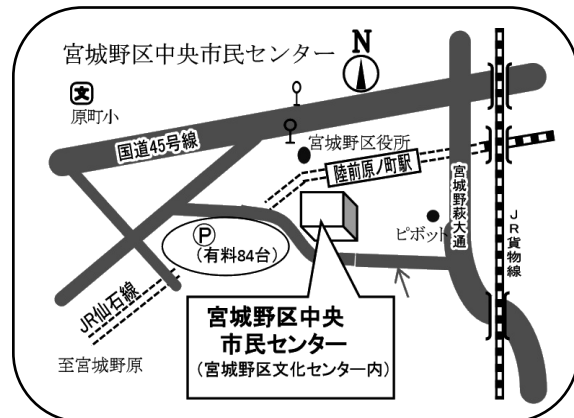 宮城野区中央市民センター
N
文
原町小
国道45号線
宮城野区役所
陸前原ノ町駅
宮城野萩大通
JR貨物線
ピボット
P
(有料84台)
JR仙石線
至宮城野原
宮城野区中央
市民センター
(宮城野区文化センター内)